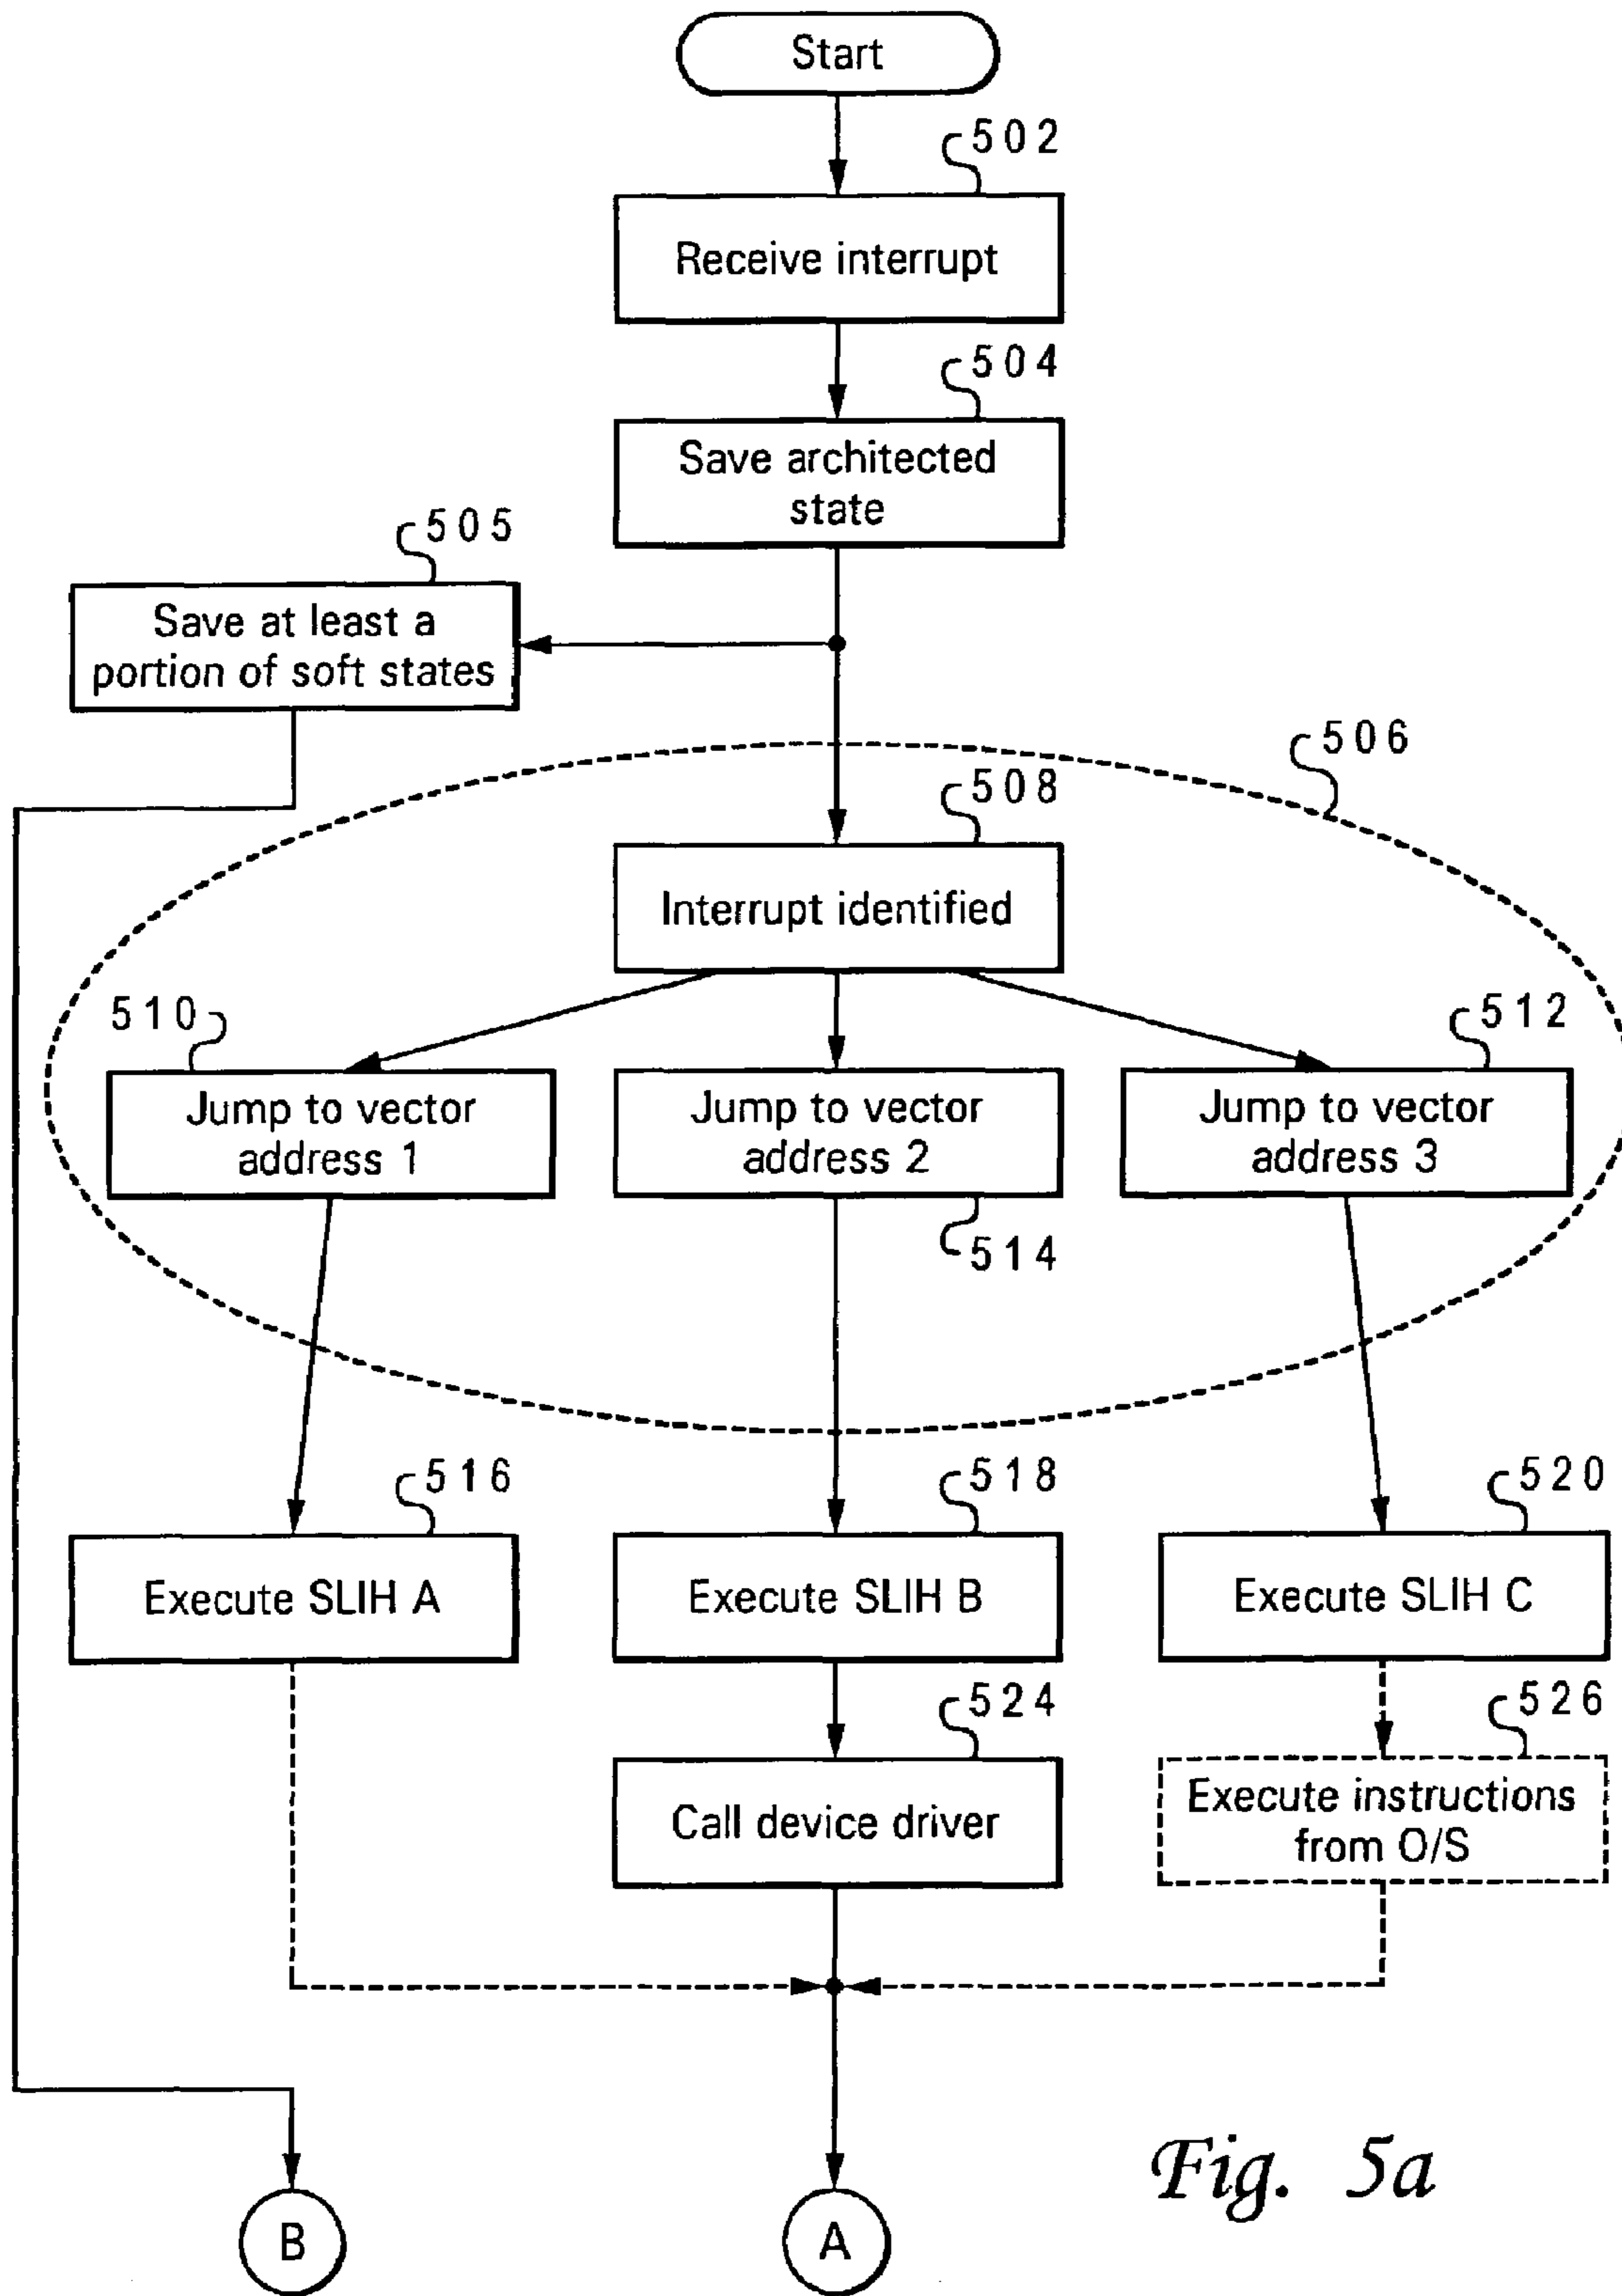 Start
502
Receive interrupt
504
Save architected
state
505
Save at least a
portion of soft states
506
508
Interrupt identified
510
512
Jump to vector
address 1
Jump to vector
address 2
Jump to vector
address 3
514
516
518
520
Execute SLIH A
Execute SLIH B
Execute SLIH C
524
526
Call device driver
Execute instructions
from O/S
Fig. 5a
B
A